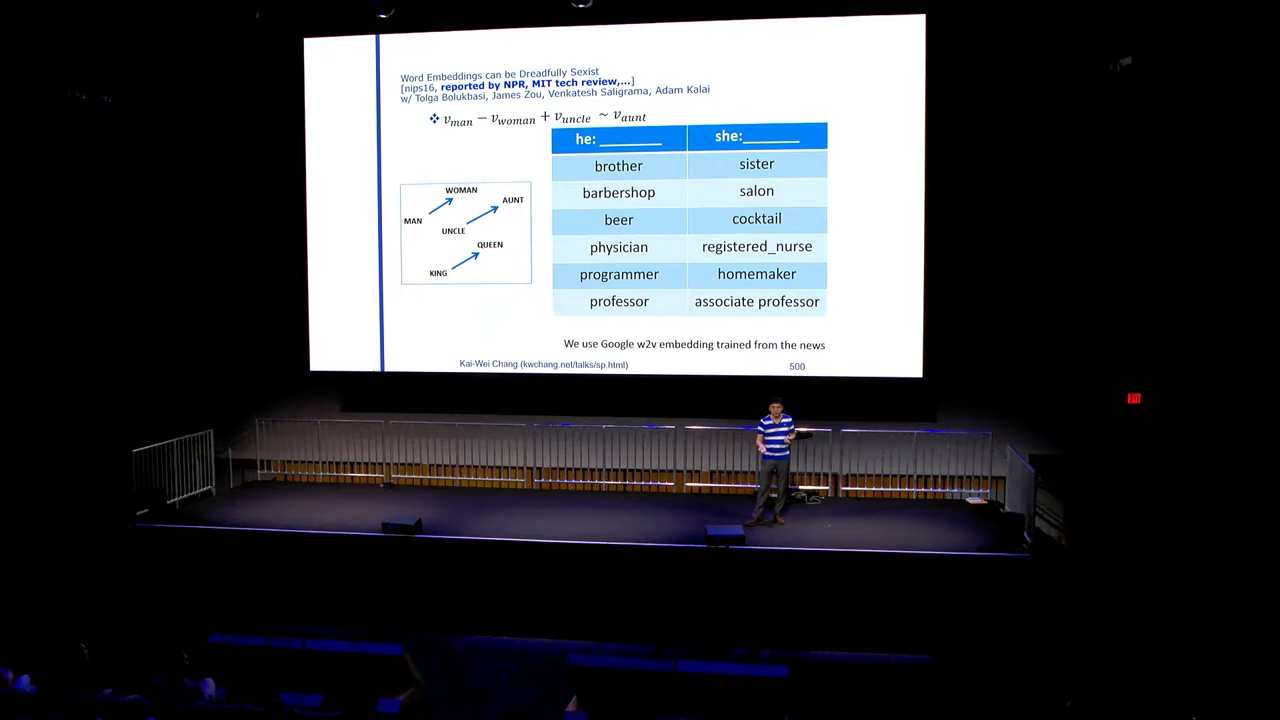 Word Embeddings can be Dreadfully Sexist
[nips16, reported by NPR, MIT tech review,...]
w/ Tolga Bolukbasi, James Zou, Venkatesh Saligrama, Adam Kalai
❖ v_man − v_woman + v_uncle ~ v_aunt
he: ________ she:_______
brother sister
barbershop salon
beer cocktail
physician registered_nurse
programmer homemaker
professor associate professor
WOMAN
AUNT
MAN
UNCLE
QUEEN
KING
We use Google w2v embedding trained from the news
Kai-Wei Chang (kwchang.net/talks/sp.html) 500
EXIT